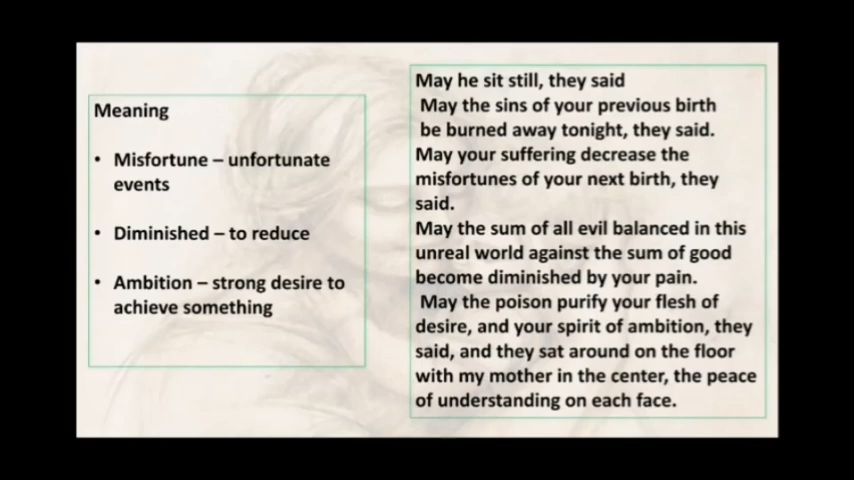 Meaning
• Misfortune – unfortunate
events
• Diminished – to reduce
• Ambition – strong desire to
achieve something
May he sit still, they said
May the sins of your previous birth
be burned away tonight, they said.
May your suffering decrease the
misfortunes of your next birth, they
said.
May the sum of all evil balanced in this
unreal world against the sum of good
become diminished by your pain.
May the poison purify your flesh of
desire, and your spirit of ambition, they
said, and they sat around on the floor
with my mother in the center, the peace
of understanding on each face.